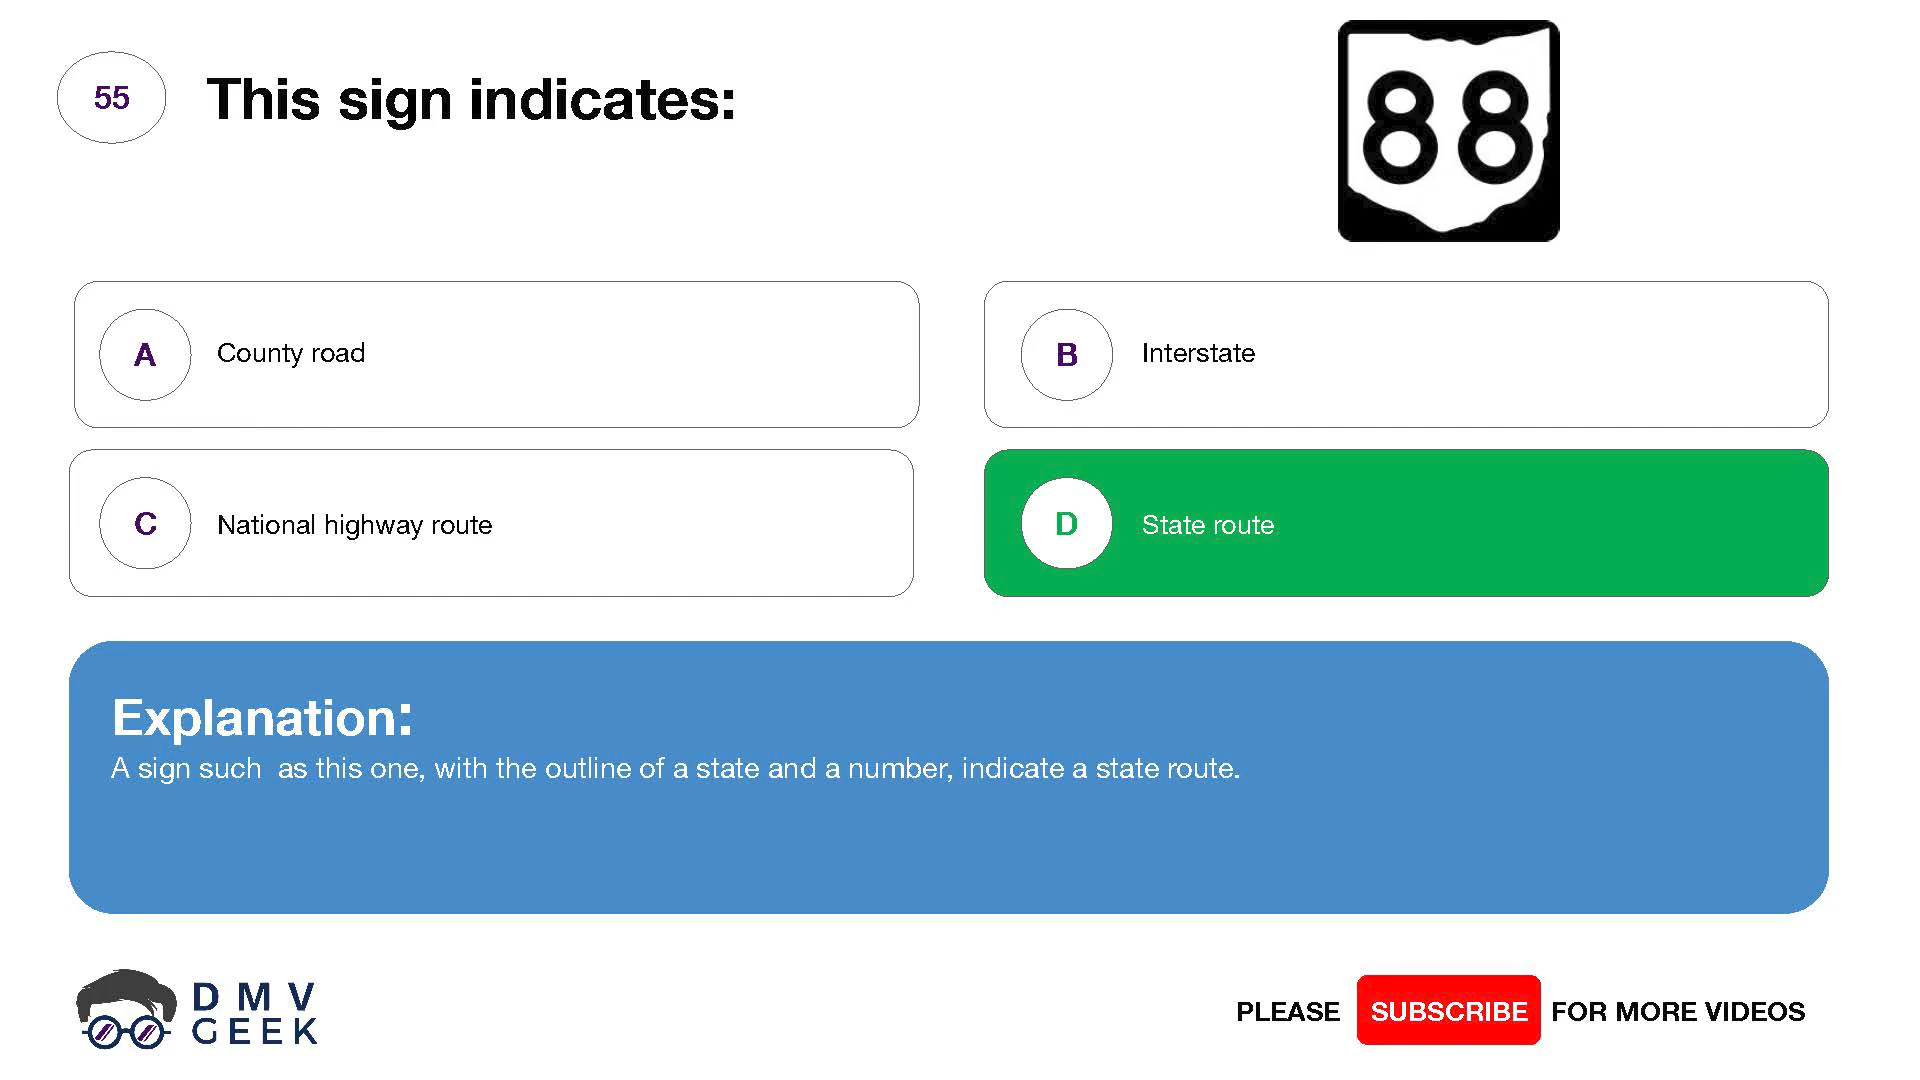 55
This sign indicates:
88
A
County road
B
Interstate
C
National highway route
D
State route
Explanation:
A sign such  as this one, with the outline of a state and a number, indicate a state route.
DMV
GEEK
PLEASE SUBSCRIBE FOR MORE VIDEOS